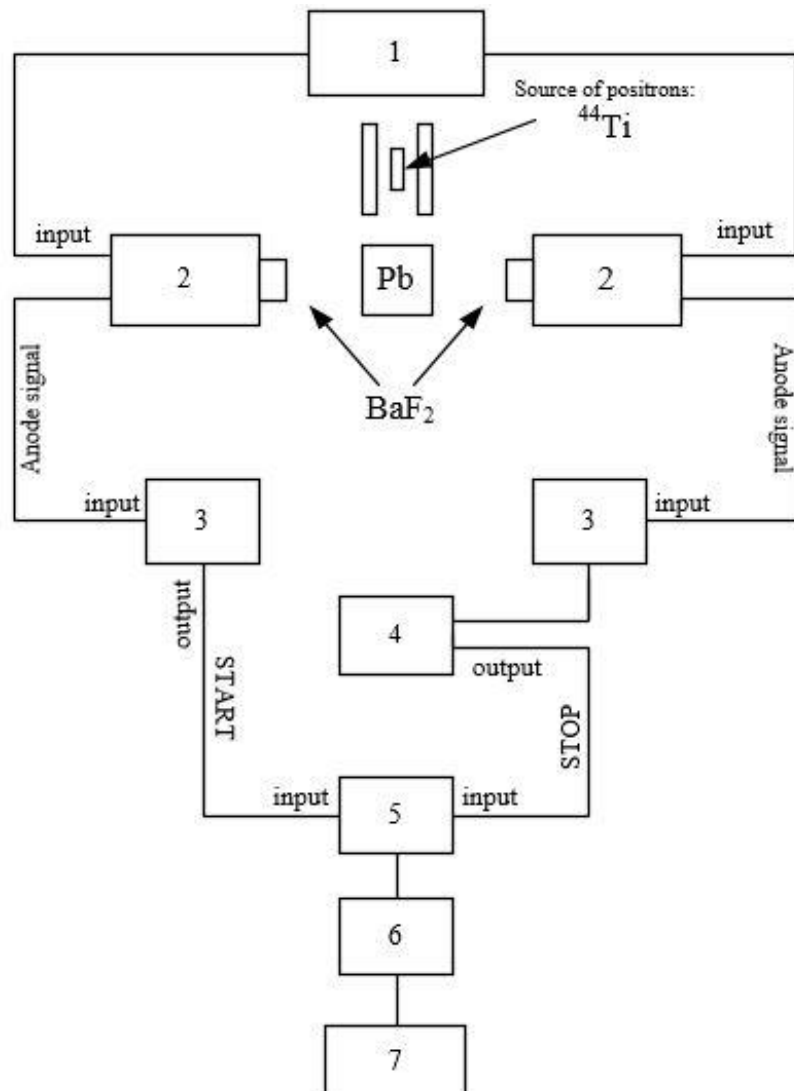 1
Source of positrons:
⁴⁴Ti
input
input
2
Pb
2
BaF₂
Anode signal
Anode signal
input
3
3
input
output
4
output
START
STOP
input
5
input
6
7